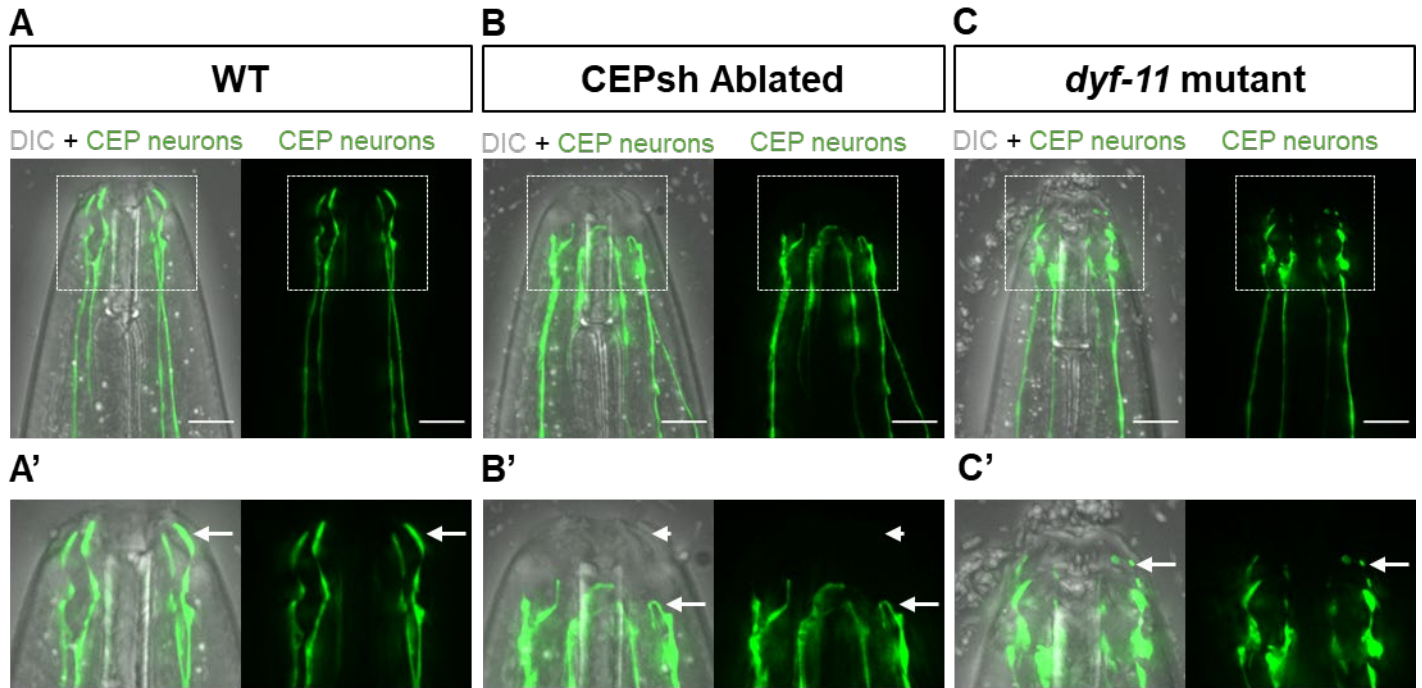 A B C
WT CEPsh Ablated dyf-11 mutant
DIC + CEP neurons CEP neurons DIC + CEP neurons CEP neurons DIC + CEP neurons CEP neurons
A’ B’ C’